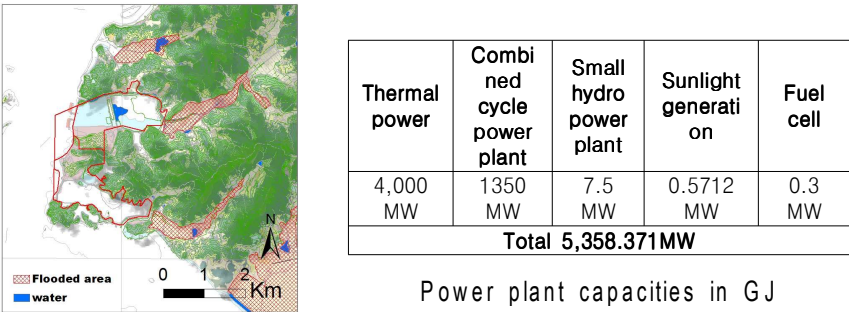 N
0 1 2
Km
Flooded area
water
Thermal
power
Combi
ned
cycle
power
plant
Small
hydro
power
plant
Sunlight
generati
on
Fuel
cell
4,000
MW
1350
MW
7.5
MW
0.5712
MW
0.3
MW
Total 5,358.371MW
Power plant capacities in GJ